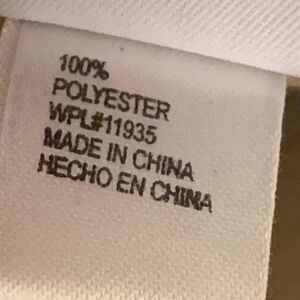 100%
POLYESTER
WPL#11935
MADE IN CHINA
HECHO EN CHINA